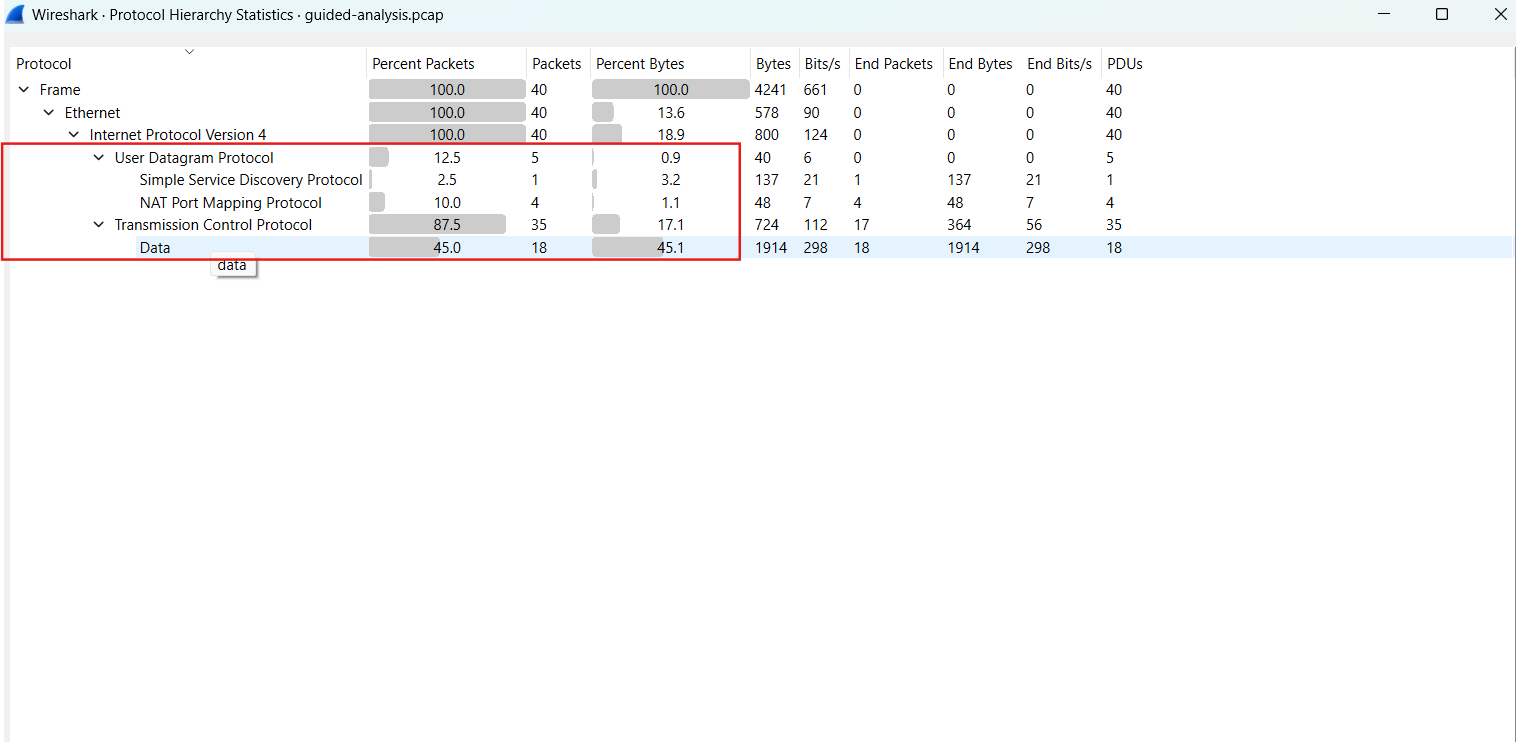 Wireshark · Protocol Hierarchy Statistics · guided-analysis.pcap
Protocol Percent Packets Packets Percent Bytes Bytes Bits/s End Packets End Bytes End Bits/s PDUs
Frame 100.0 40 100.0 4241 661 0 0 0 40
Ethernet 100.0 40 13.6 578 90 0 0 0 40
Internet Protocol Version 4 100.0 40 18.9 800 124 0 0 0 40
User Datagram Protocol 12.5 5 0.9 40 6 0 0 0 5
Simple Service Discovery Protocol 2.5 1 3.2 137 21 1 137 21 1
NAT Port Mapping Protocol 10.0 4 1.1 48 7 4 48 7 4
Transmission Control Protocol 87.5 35 17.1 724 112 17 364 56 35
Data 45.0 18 45.1 1914 298 18 1914 298 18
data